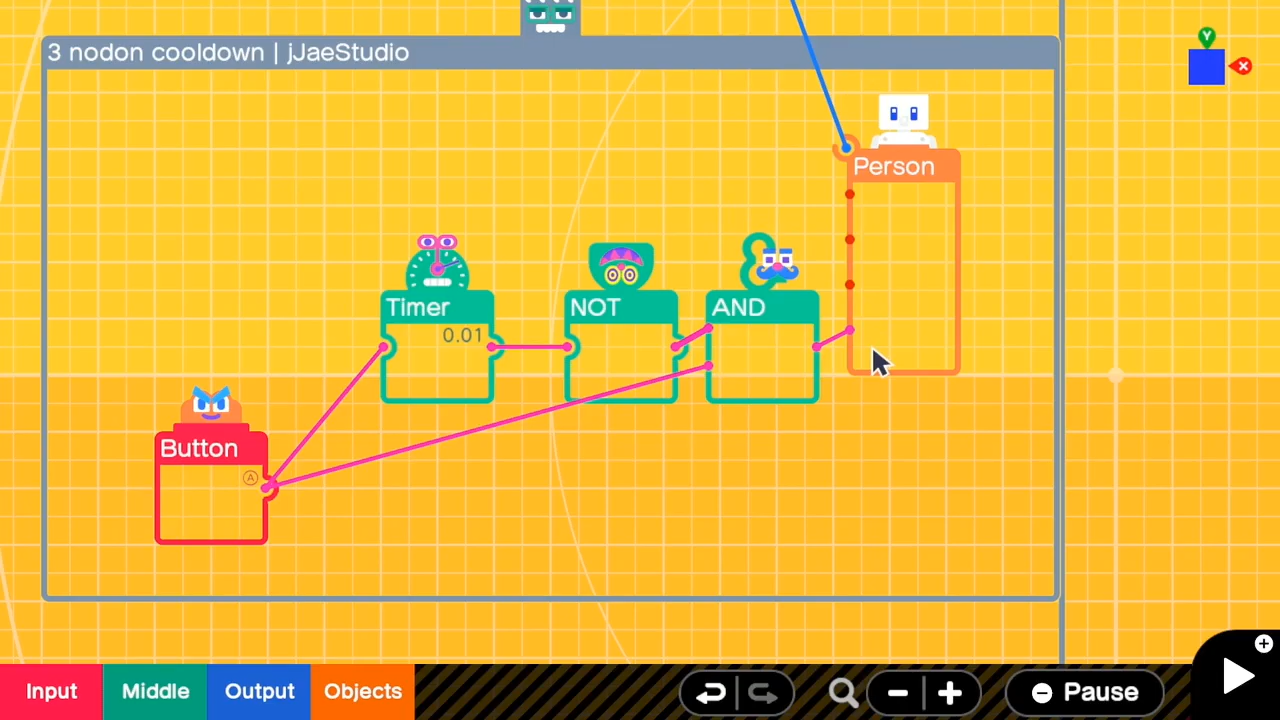 3 nodon cooldown | jJaeStudio
Y
X
Person
Timer
NOT
AND
0.01
Button
A
Input
Middle
Output
Objects
Pause